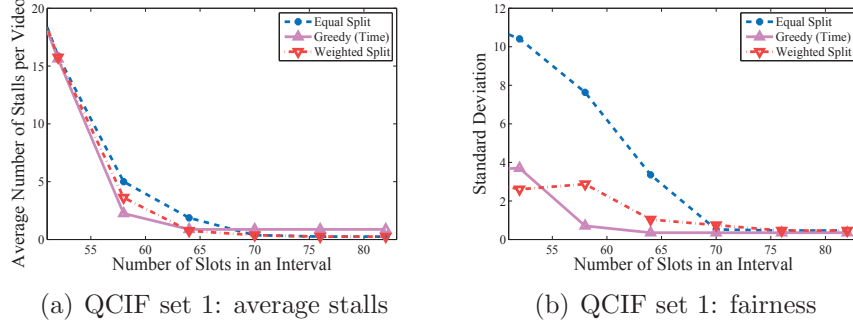 20
15
10
5
0
Average Number of Stalls per Video
55 60 65 70 75 80
Number of Slots in an Interval
Equal Split
Greedy (Time)
Weighted Split
(a) QCIF set 1: average stalls
12
10
8
6
4
2
0
Standard Deviation
55 60 65 70 75 80
Number of Slots in an Interval
Equal Split
Greedy (Time)
Weighted Split
(b) QCIF set 1: fairness